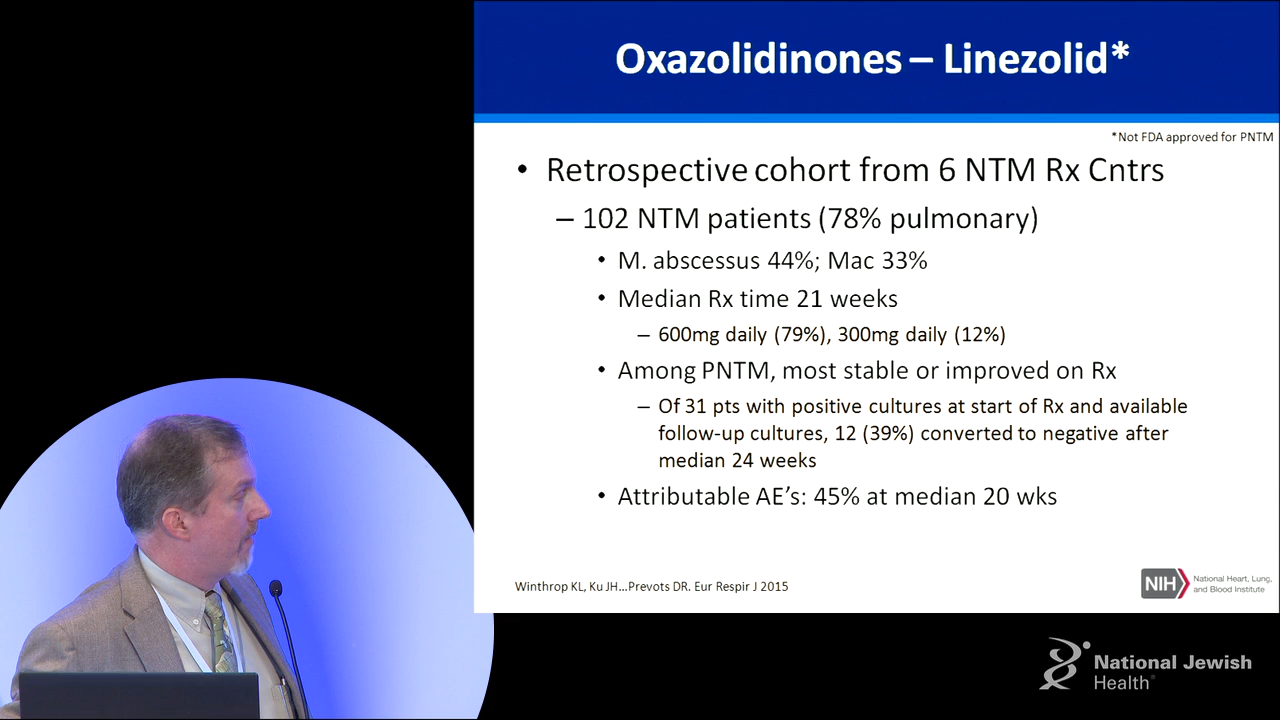 Oxazolidinones – Linezolid*
*Not FDA approved for PNTM
• Retrospective cohort from 6 NTM Rx Cntrs
– 102 NTM patients (78% pulmonary)
• M. abscessus 44%; Mac 33%
• Median Rx time 21 weeks
– 600mg daily (79%), 300mg daily (12%)
• Among PNTM, most stable or improved on Rx
– Of 31 pts with positive cultures at start of Rx and available
follow-up cultures, 12 (39%) converted to negative after
median 24 weeks
• Attributable AE’s: 45% at median 20 wks
Winthrop KL, Ku JH…Prevots DR. Eur Respir J 2015
NIH
National Heart, Lung,
and Blood Institute
National Jewish
Health®